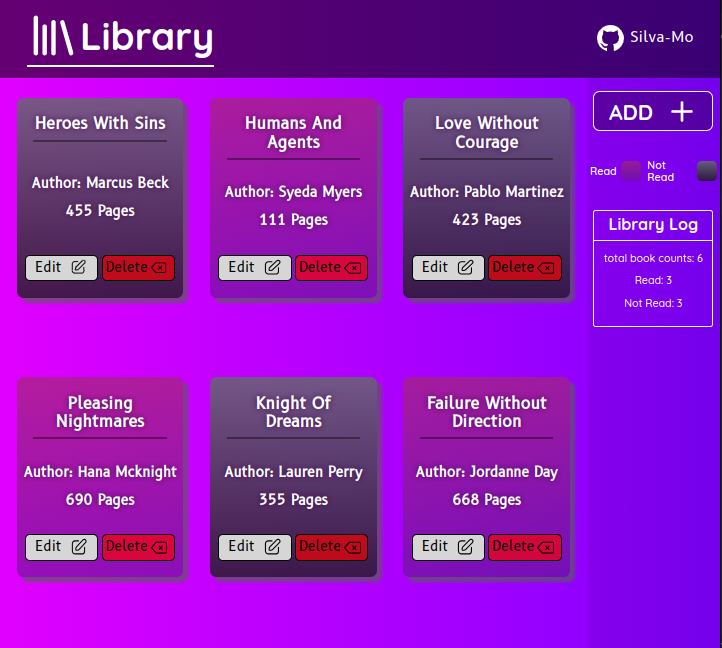 Library
Silva-Mo
Heroes With Sins
Author: Marcus Beck
455 Pages
Edit
Delete
Humans And
Agents
Author: Syeda Myers
111 Pages
Edit
Delete
Love Without
Courage
Author: Pablo Martinez
423 Pages
Edit
Delete
Pleasing
Nightmares
Author: Hana Mcknight
690 Pages
Edit
Delete
Knight Of
Dreams
Author: Lauren Perry
355 Pages
Edit
Delete
Failure Without
Direction
Author: Jordanne Day
668 Pages
Edit
Delete
ADD
Read
Not
Read
Library Log
total book counts: 6
Read: 3
Not Read: 3